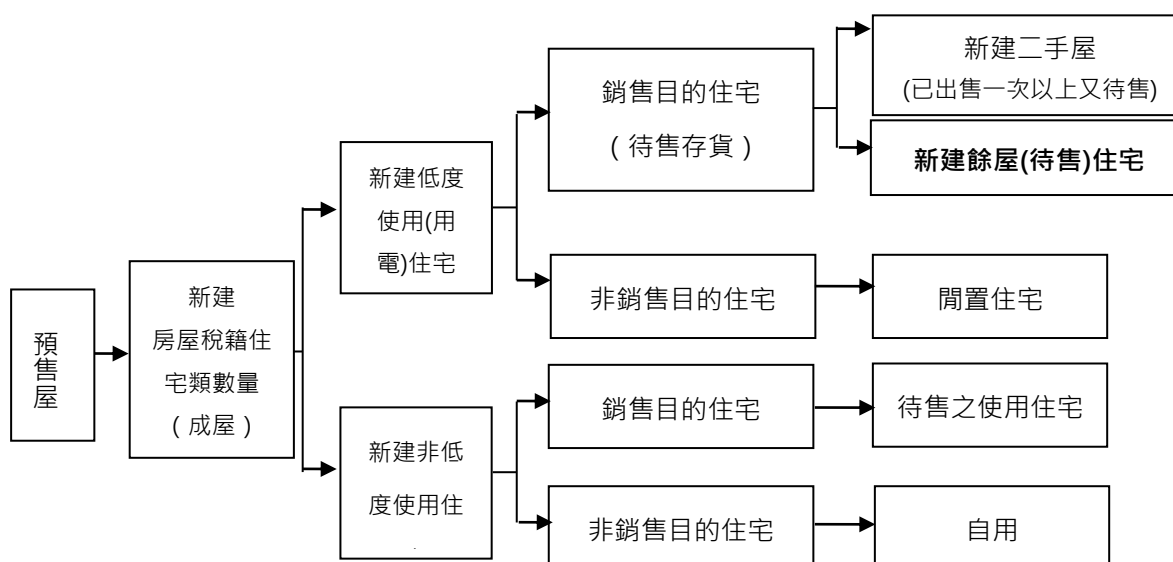 預售屋
新建
房屋稅籍住
宅類數量
（成屋）
新建低度
使用(用
電)住宅
新建非低
度使用住
銷售目的住宅
（待售存貨）
非銷售目的住宅
銷售目的住宅
非銷售目的住宅
新建二手屋
(已出售一次以上又待售)
新建餘屋(待售)住宅
閒置住宅
待售之使用住宅
自用